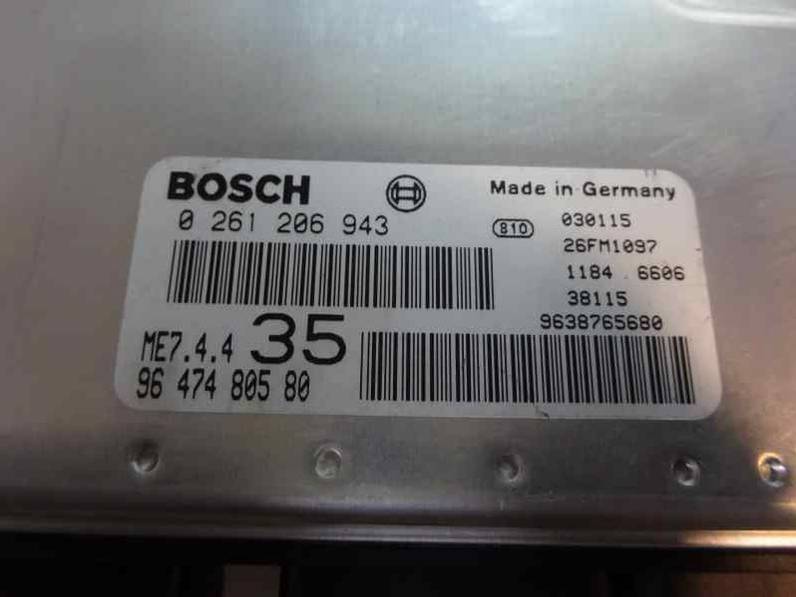 BOSCH
Made in Germany
0 261 206 943
810
030115
26FM1097
1184 6606
38115
9638765680
ME7.4.4 35
96 474 805 80